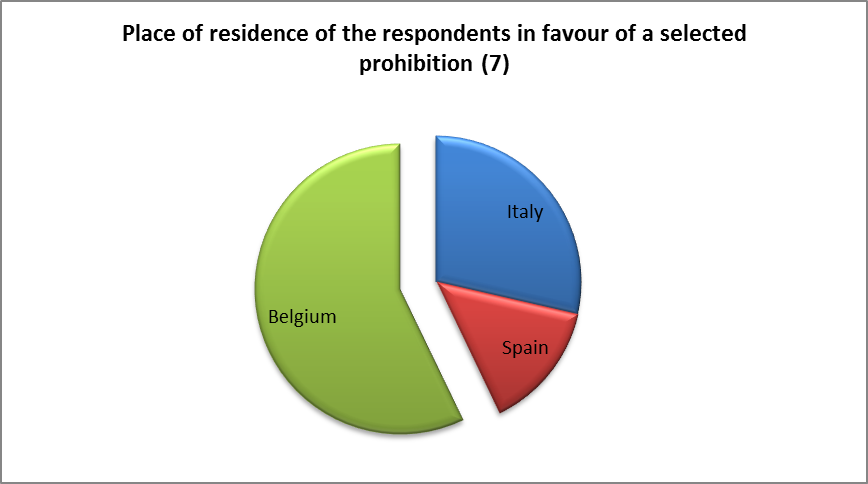 Place of residence of the respondents in favour of a selected
prohibition (7)
Italy
Belgium
Spain